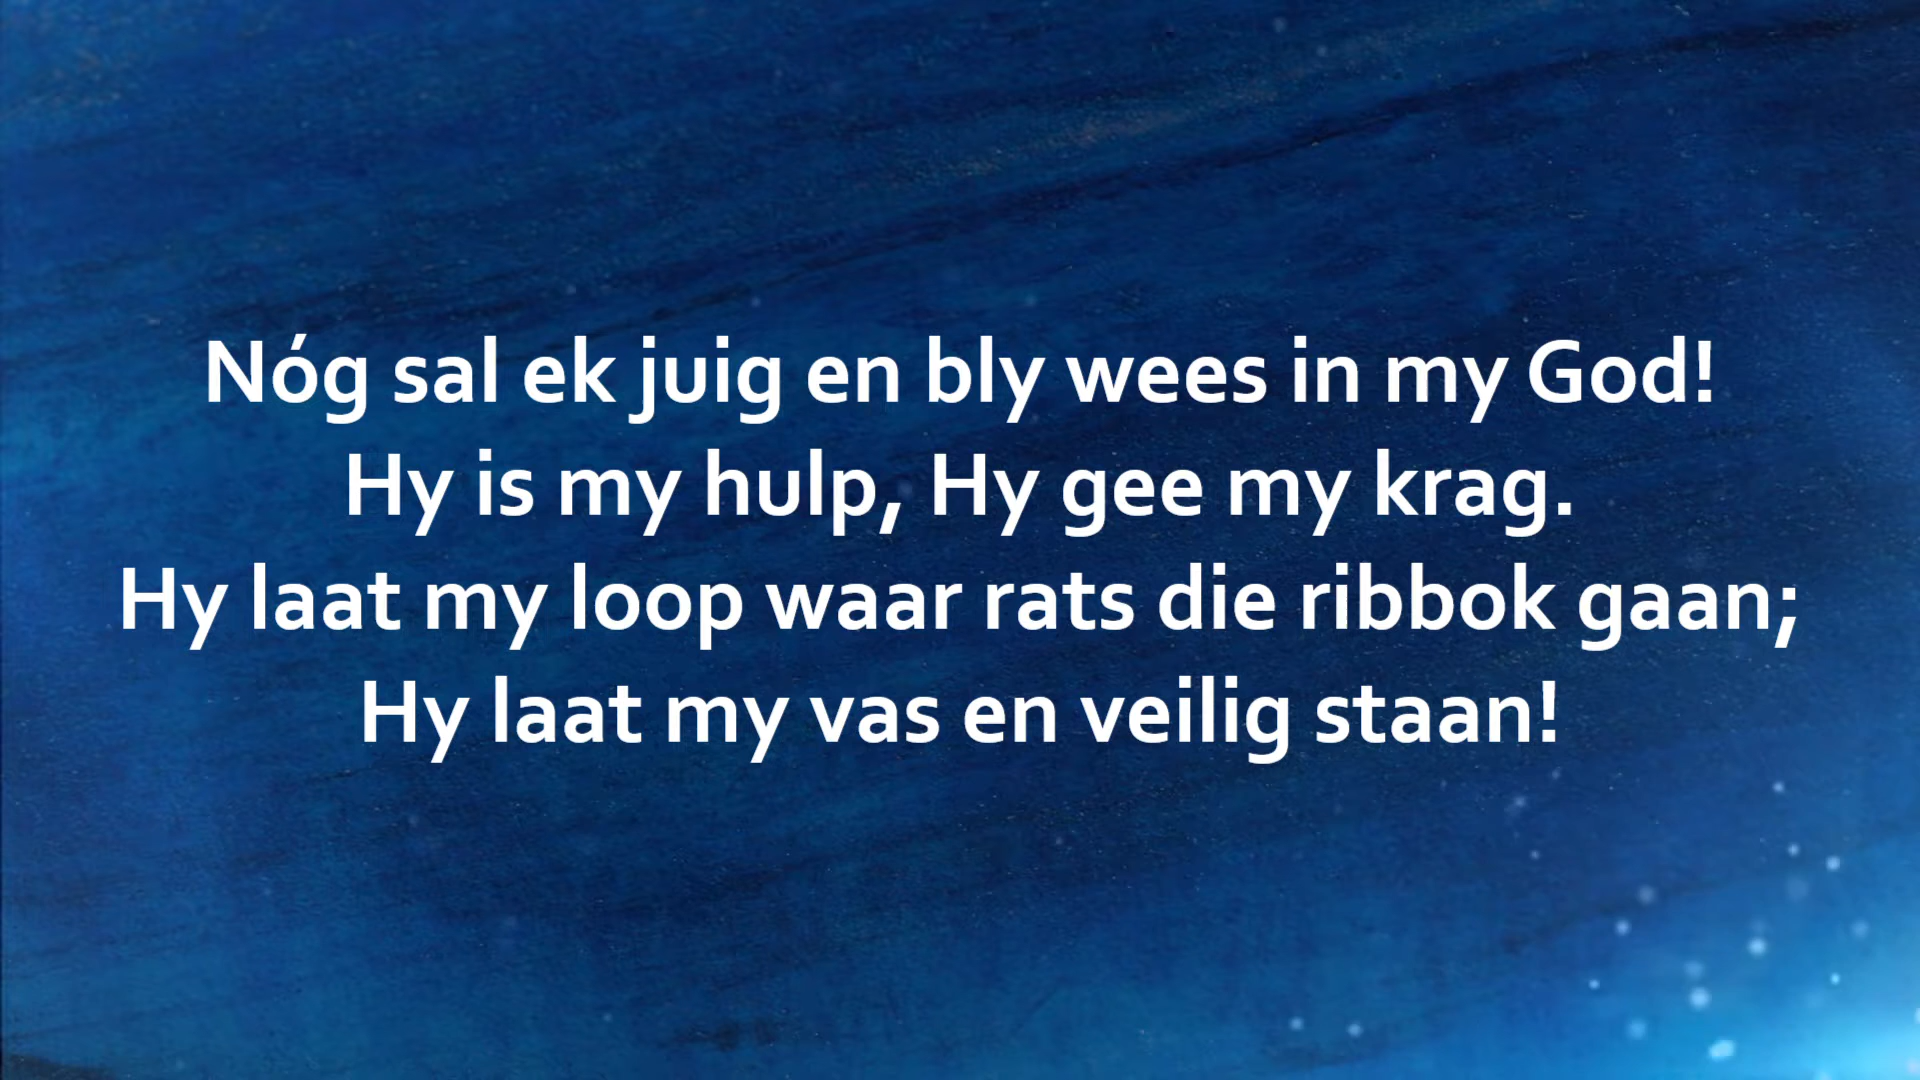 Nóg sal ek juig en bly wees in my God!
Hy is my hulp, Hy gee my krag.
Hy laat my loop waar rats die ribbok gaan;
Hy laat my vas en veilig staan!